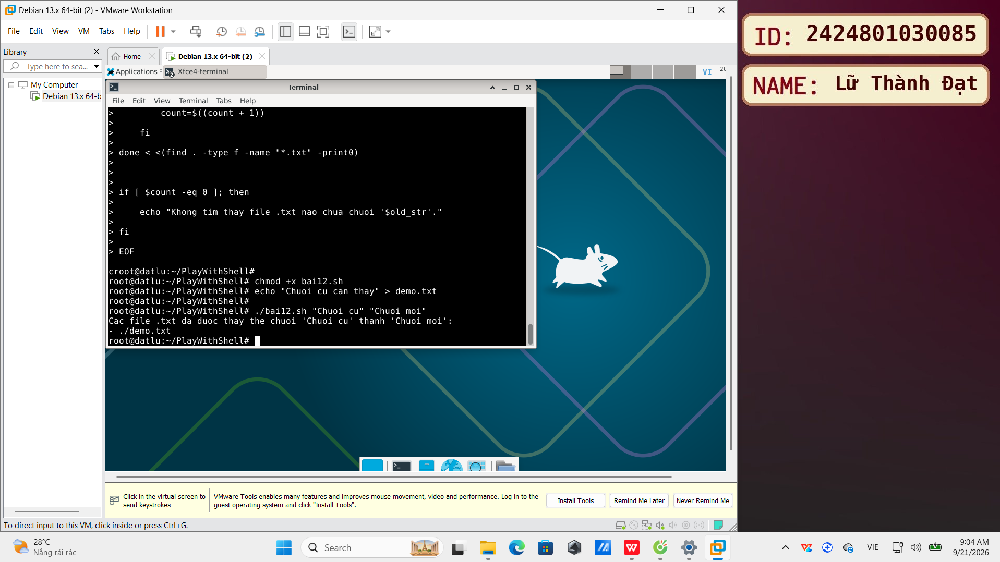 Debian 13.x 64-bit (2) - VMware Workstation
File Edit View VM Tabs Help
Library
Type here to sea...
My Computer
Debian 13.x 64-b
Home
Debian 13.x 64-bit (2)
Applications
Xfce4-terminal
VI
20
Terminal
File Edit View Terminal Tabs Help
>         count=$((count + 1))
>
>     fi
>
> done < <(find . -type f -name "*.txt" -print0)
>
>
>
> if [ $count -eq 0 ]; then
>
>     echo "Khong tim thay file .txt nao chua chuoi '$old_str'."
>
> fi
>
> EOF
croot@datlu:~/PlayWithShell#
root@datlu:~/PlayWithShell# chmod +x bai12.sh
root@datlu:~/PlayWithShell# echo "Chuoi cu can thay" > demo.txt
root@datlu:~/PlayWithShell#
root@datlu:~/PlayWithShell# ./bai12.sh "Chuoi cu" "Chuoi moi"
Cac file .txt da duoc thay the chuoi 'Chuoi cu' thanh 'Chuoi moi':
- ./demo.txt
root@datlu:~/PlayWithShell#
Click in the virtual screen to
send keystrokes
VMware Tools enables many features and improves mouse movement, video and performance. Log in to the
guest operating system and click "Install Tools".
Install Tools
Remind Me Later
Never Remind Me
To direct input to this VM, click inside or press Ctrl+G.
ID: 2424801030085
NAME: Lữ Thành Đạt
28°C
Nắng rải rác
Search
VIE
9:04 AM
9/21/2026